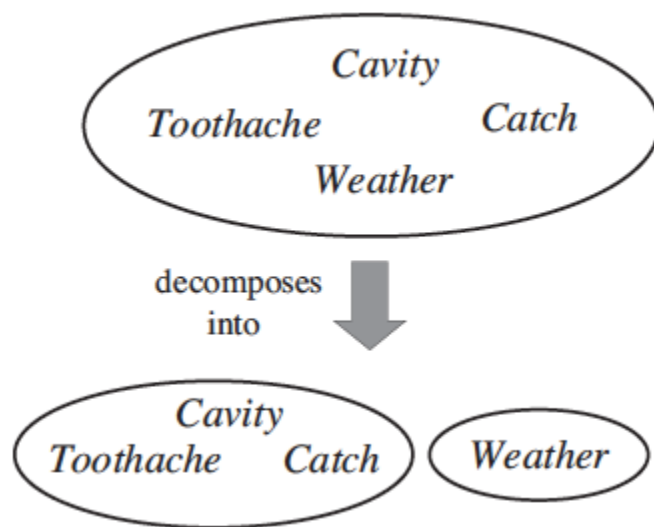 Cavity
Toothache Catch
Weather
decomposes
into
Cavity
Toothache Catch
Weather